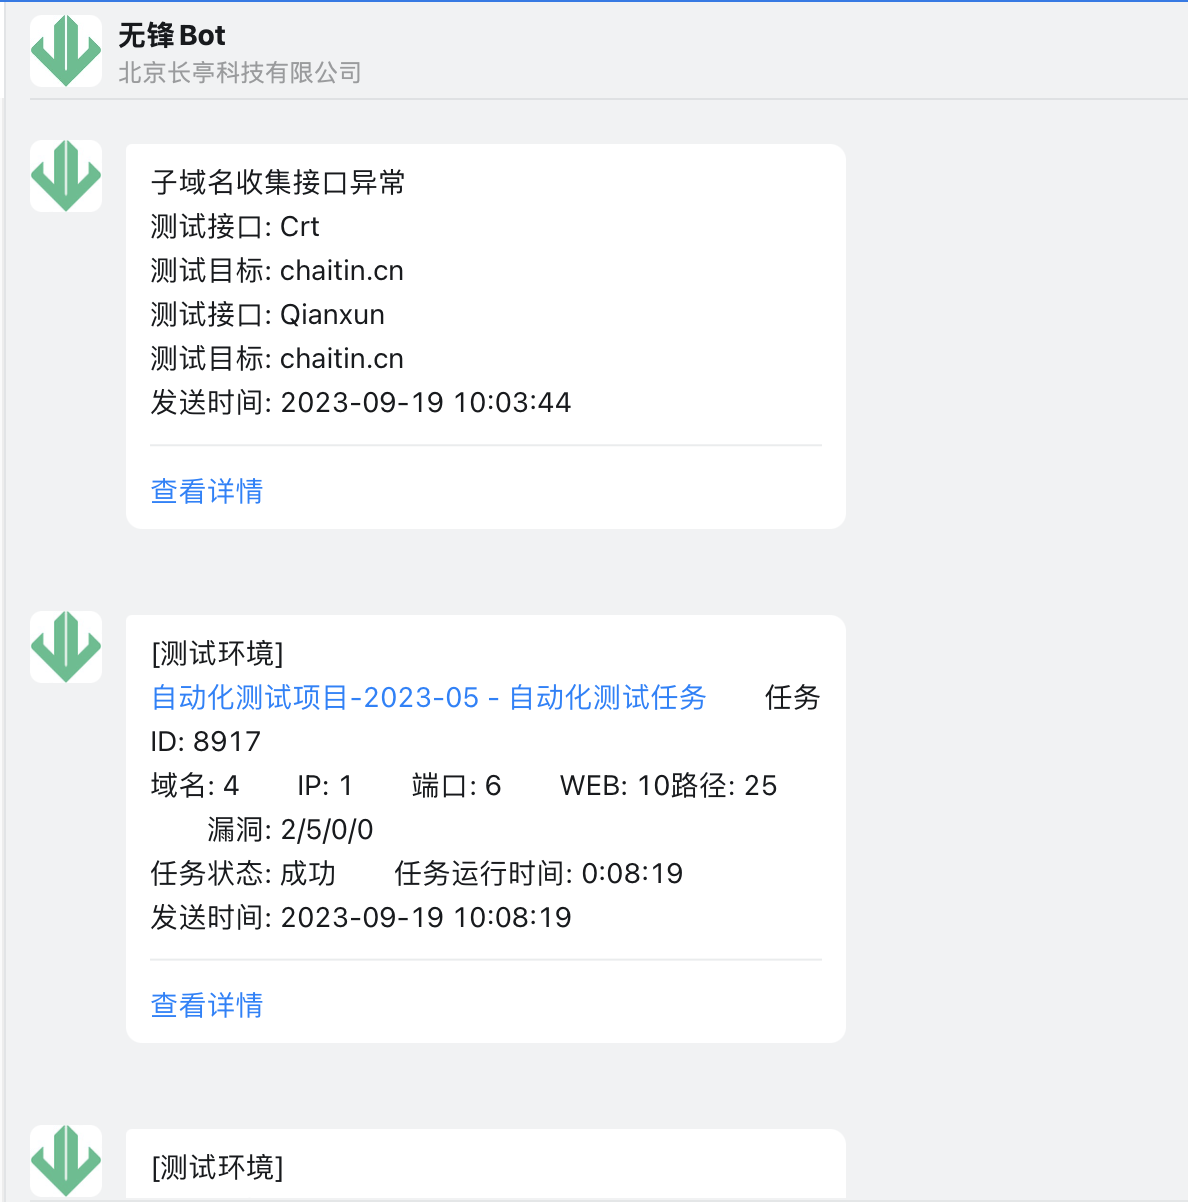 无锋Bot
北京长亭科技有限公司
子域名收集接口异常
测试接口: Crt
测试目标: chaitin.cn
测试接口: Qianxun
测试目标: chaitin.cn
发送时间: 2023-09-19 10:03:44
查看详情
[测试环境]
自动化测试项目-2023-05 - 自动化测试任务 任务
ID: 8917
域名: 4 IP: 1 端口: 6 WEB: 10路径: 25
漏洞: 2/5/0/0
任务状态: 成功 任务运行时间: 0:08:19
发送时间: 2023-09-19 10:08:19
查看详情
[测试环境]